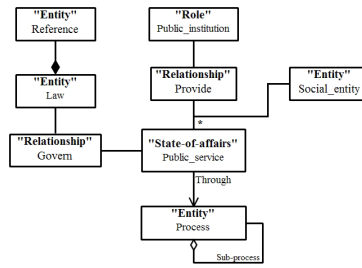 "Entity"
Reference
"Role"
Public_institution
"Entity"
Law
"Relationship"
Provide
"Entity"
Social_entity
*
"Relationship"
Govern
"State-of-affairs"
Public_service
Through
"Entity"
Process
Sub-process